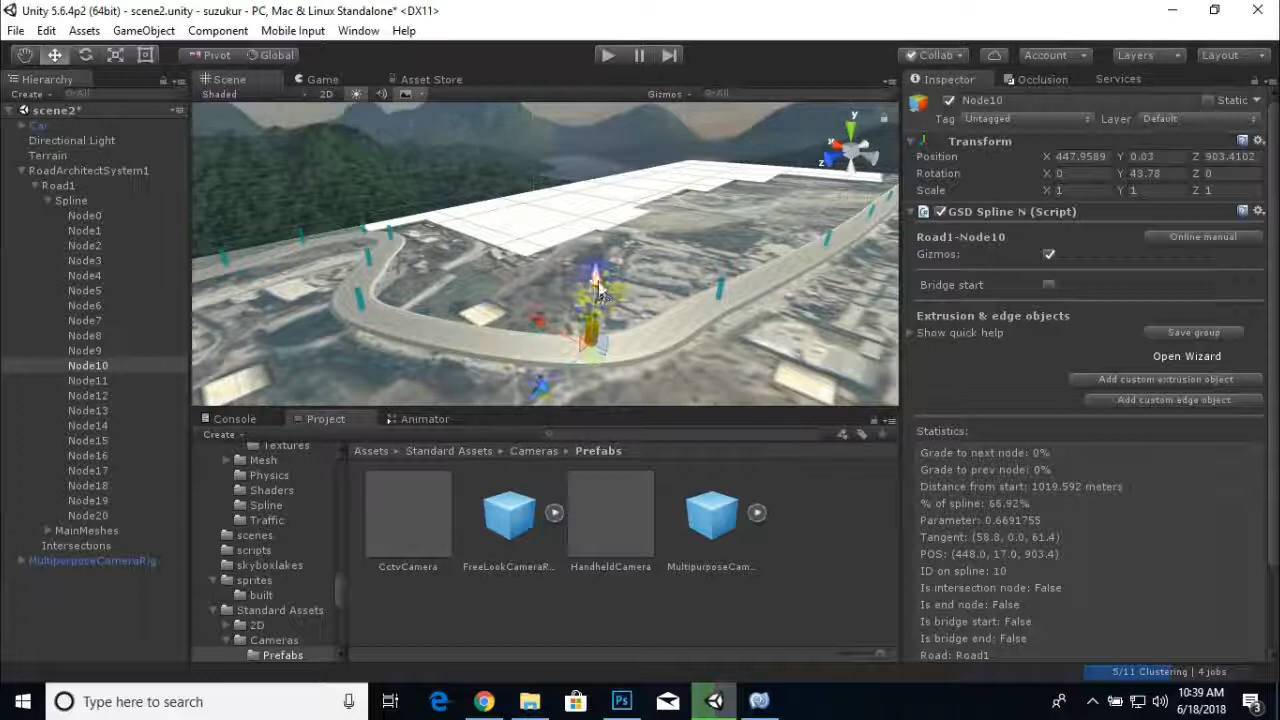 Unity 5.6.4p2 (64bit) - scene2.unity - suzukur - PC, Mac & Linux Standalone* <DX11>
File Edit Assets GameObject Component Mobile Input Window Help
Pivot Global Collab Account Layers Layout
Hierarchy Scene Game Asset Store Inspector Occlusion Services
Create All Shaded 2D Gizmos All
scene2*
Car
Directional Light
Terrain
RoadArchitectSystem1
Road1
Spline
Node0
Node1
Node2
Node3
Node4
Node5
Node6
Node7
Node8
Node9
Node10
Node11
Node12
Node13
Node14
Node15
Node16
Node17
Node18
Node19
Node20
MainMeshes
Intersections
MultipurposeCameraRig
y
x
z
Node10 Static
Tag Untagged Layer Default
Transform
Position X 447.9589 Y 0.03 Z 903.4102
Rotation X 0 Y 43.78 Z 0
Scale X 1 Y 1 Z 1
GSD Spline N (Script)
Road1-Node10 Online manual
Gizmos:
Bridge start
Extrusion & edge objects
Show quick help Save group
Open Wizard
Add custom extrusion object
Add custom edge object
Statistics:
Grade to next node: 0%
Grade to prev node: 0%
Distance from start: 1019.592 meters
% of spline: 66.92%
Parameter: 0.6691755
Tangent: (58.8, 0.0, 61.4)
POS: (448.0, 17.0, 903.4)
ID on spline: 10
Is intersection node: False
Is end node: False
Is bridge start: False
Is bridge end: False
Road: Road1
Console Project Animator
Create
Textures
Mesh
Physics
Shaders
Spline
Traffic
scenes
scripts
skyboxlakes
sprites
built
Standard Assets
2D
Cameras
Prefabs
Assets Standard Assets Cameras Prefabs
CctvCamera FreeLookCameraR... HandheldCamera MultipurposeCam...
5/11 Clustering | 4 jobs
Type here to search
Ps
10:39 AM
6/18/2018
3